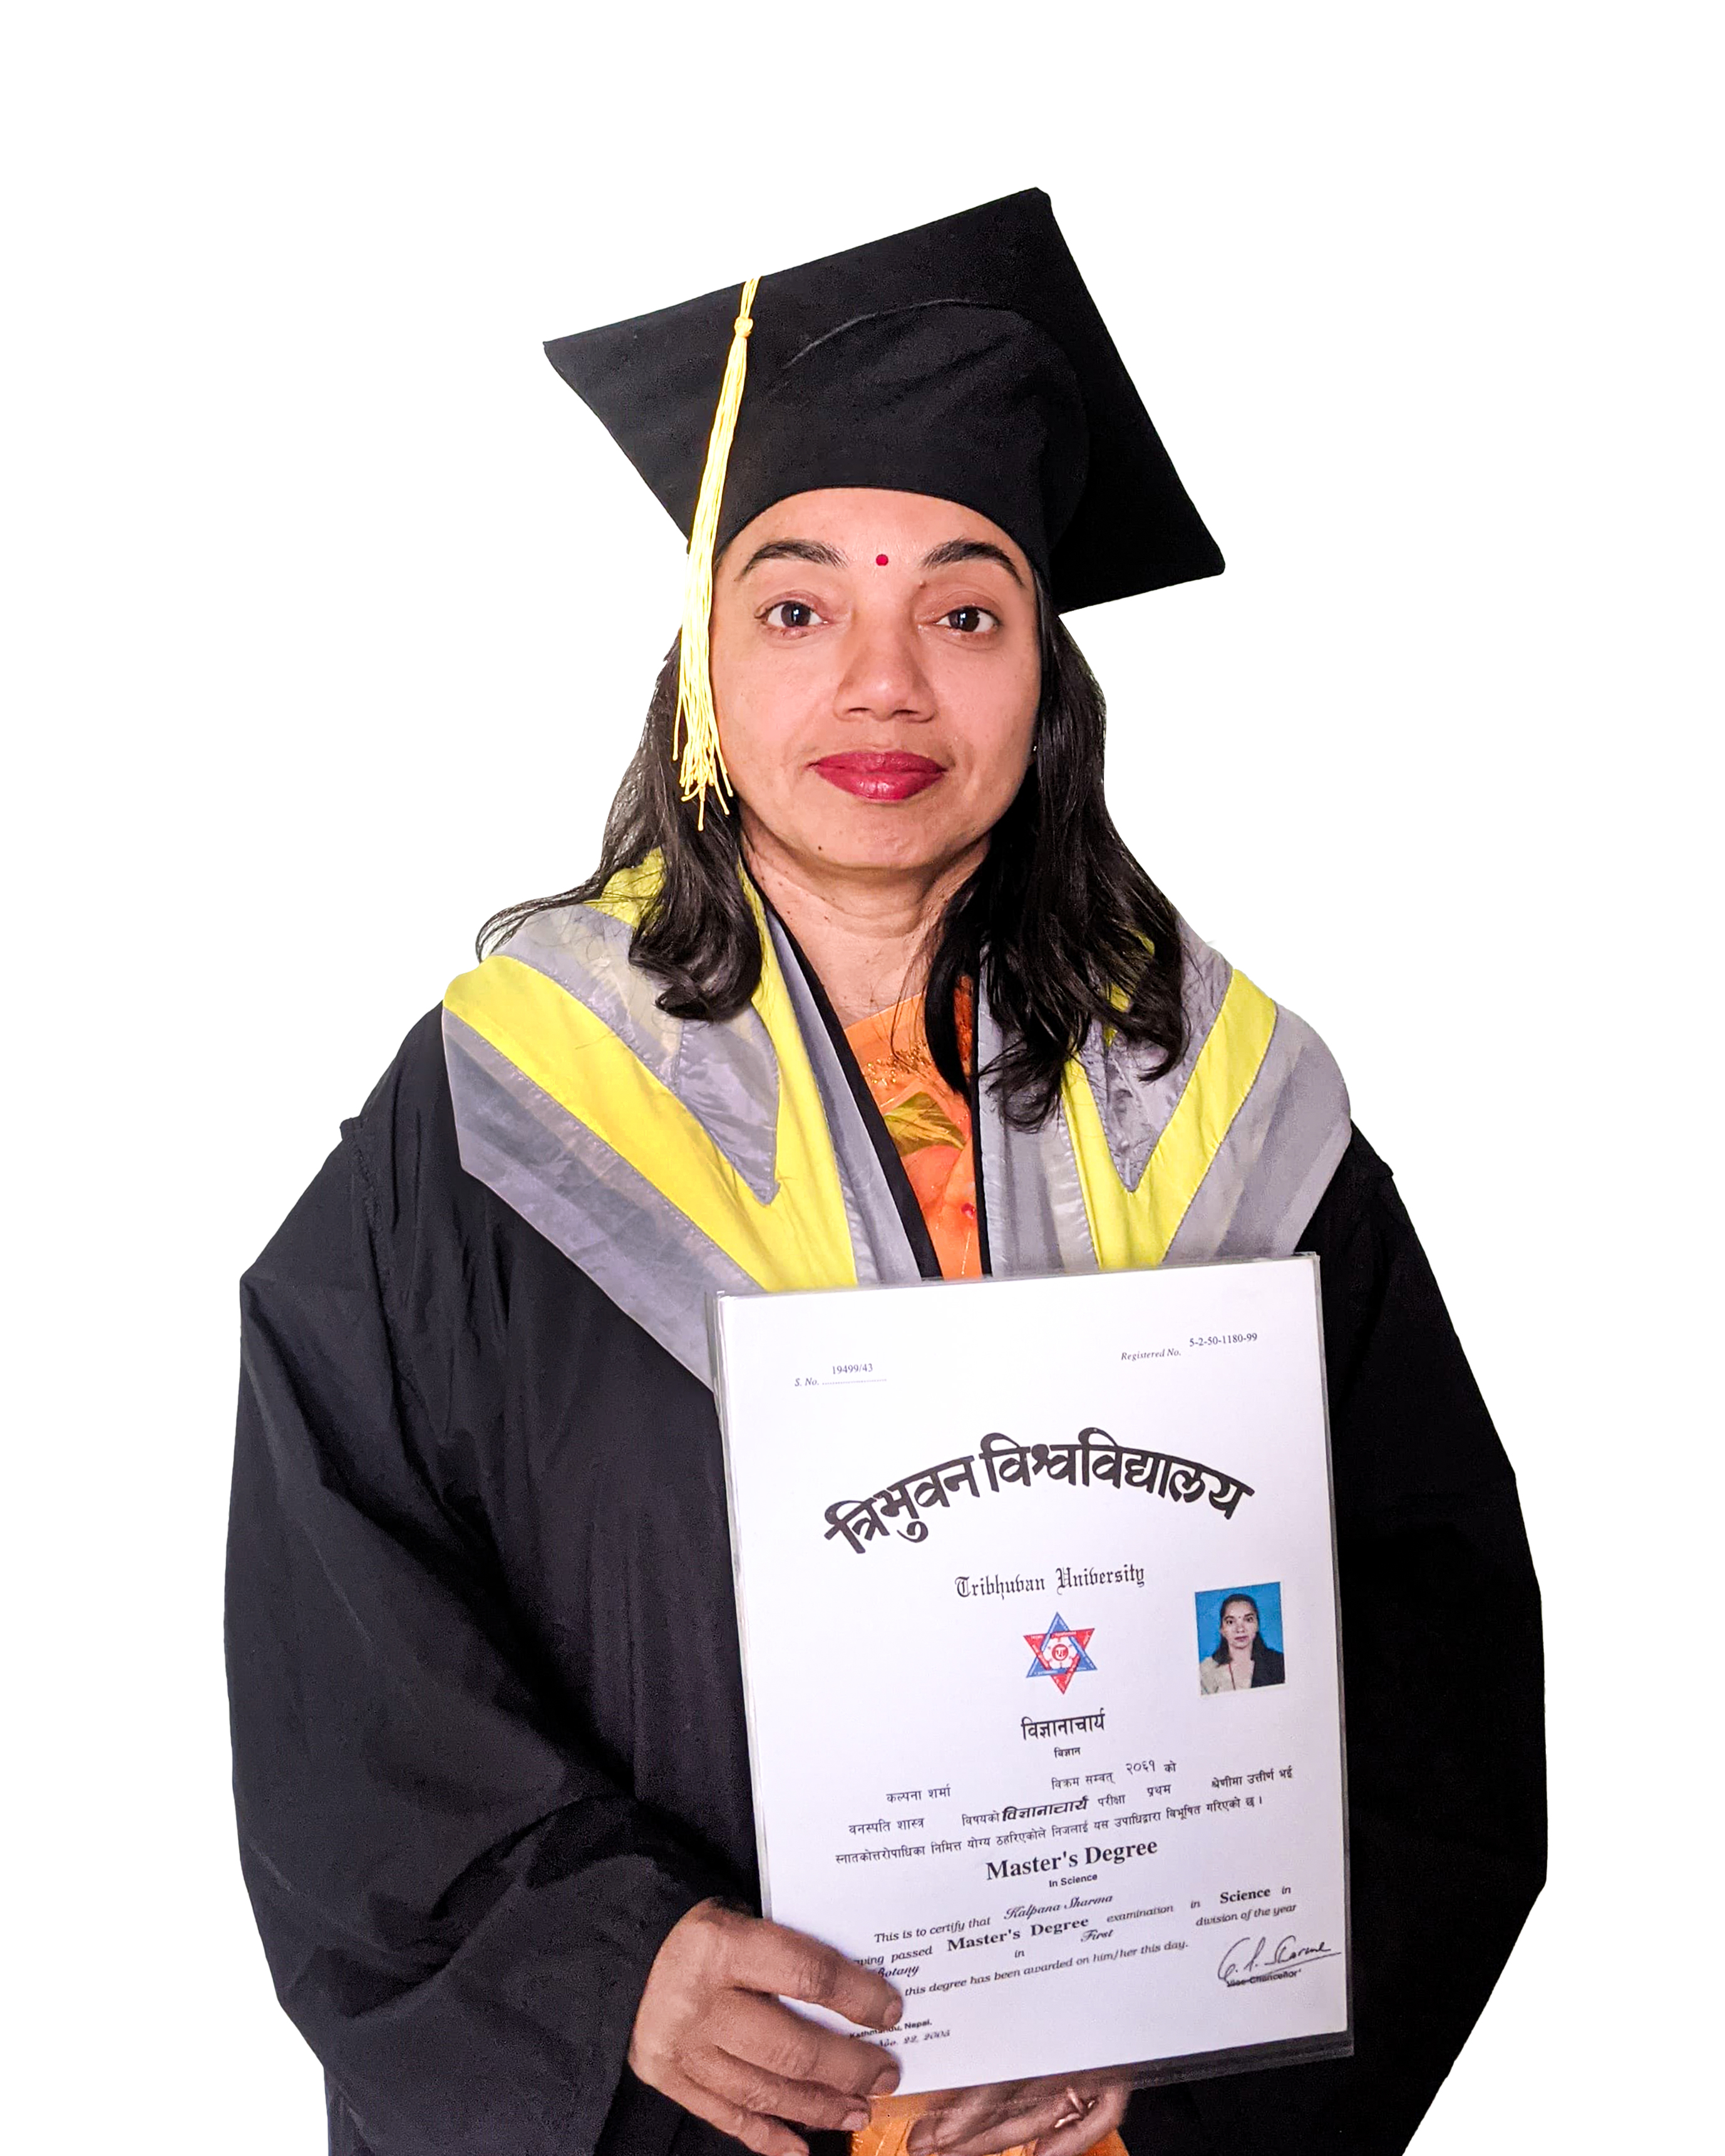 19499/43
S. No.
Registered No. 5-2-50-1180-99
त्रिभुवन विश्वविद्यालय
Tribhuvan University
विज्ञानाचार्य
विज्ञान
कल्पना शर्मा विक्रम सम्वत् २०६१ को
वनस्पति शास्त्र विषयको विज्ञानाचार्य परीक्षा प्रथम श्रेणीमा उत्तीर्ण भई
स्नातकोत्तरोपाधिका निमित्त योग्य ठहरिएकोले निजलाई यस उपाधिद्वारा विभूषित गरिएको छ।
Master's Degree
In Science
This is to certify that Kalpana Sharma
passed Master's Degree examination in Science in
Botany in First division of the year
this degree has been awarded on him/her this day.
Vice-Chancellor
Kathmandu, Nepal.
Nov. 22, 2005